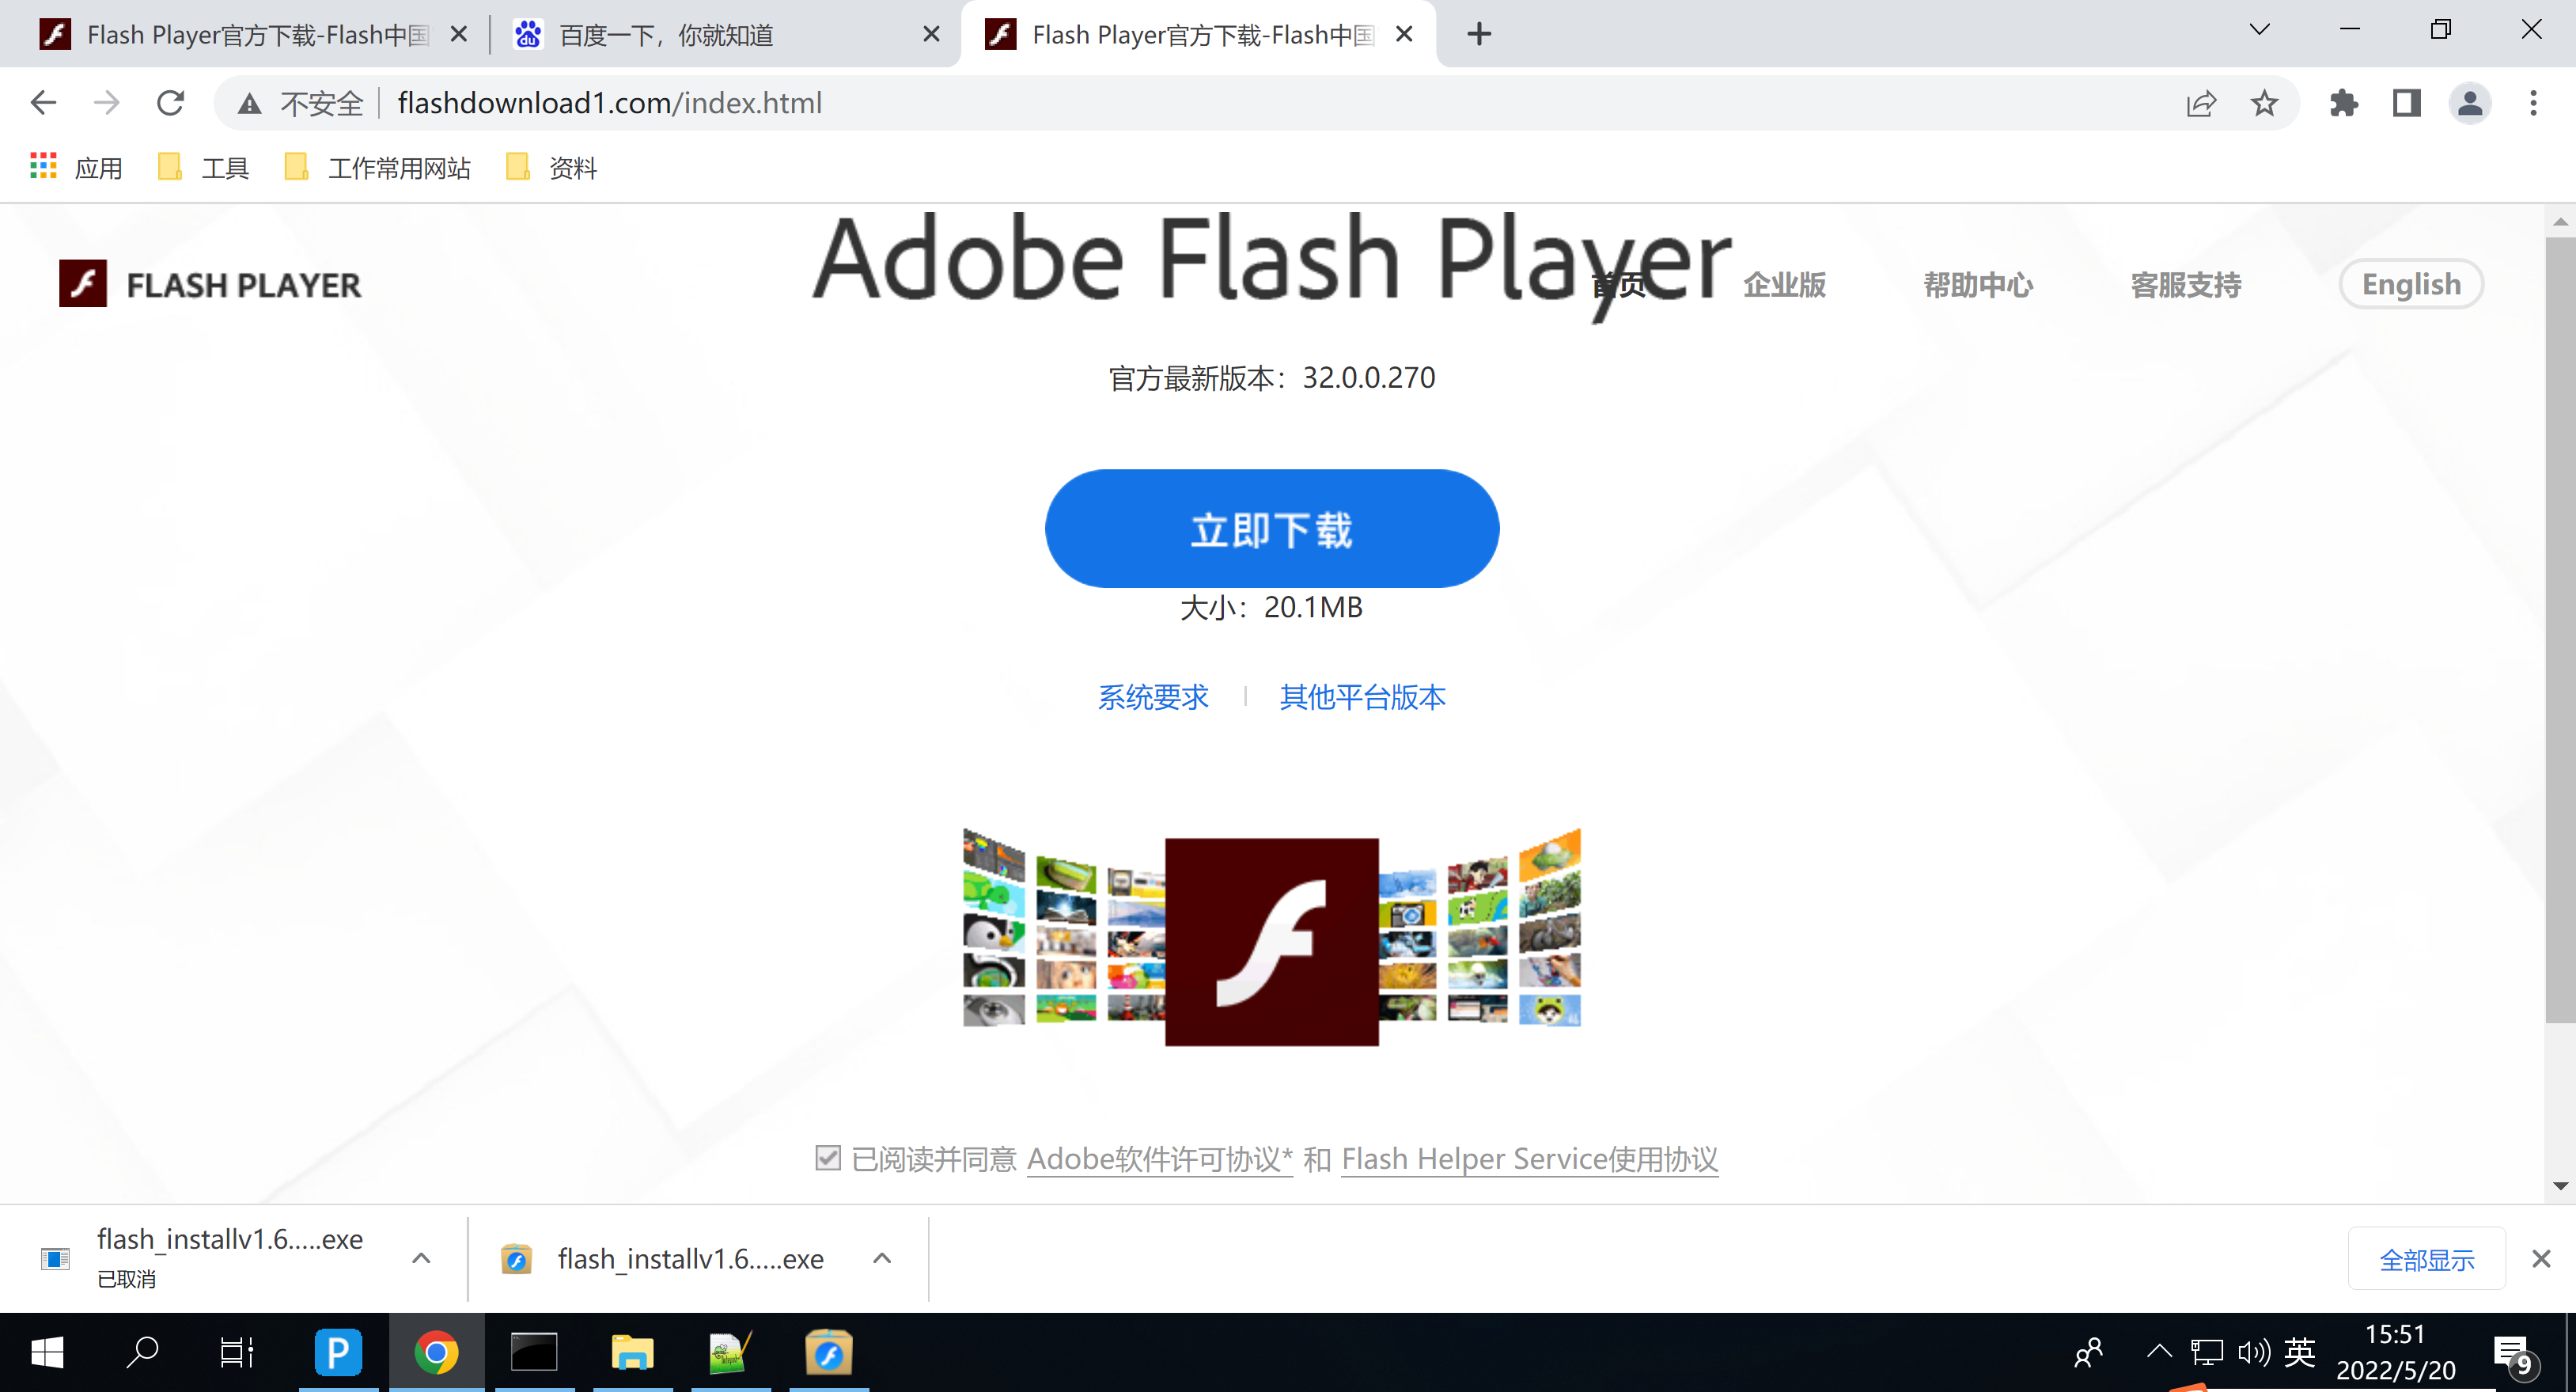 Flash Player官方下载-Flash中国
百度一下，你就知道
Flash Player官方下载-Flash中国
不安全
flashdownload1.com/index.html
应用
工具
工作常用网站
资料
FLASH PLAYER
Adobe Flash Player
首页
企业版
帮助中心
客服支持
English
官方最新版本：32.0.0.270
立即下载
大小：20.1MB
系统要求
其他平台版本
已阅读并同意 Adobe软件许可协议* 和 Flash Helper Service使用协议
flash_installv1.6.....exe
已取消
flash_installv1.6.....exe
全部显示
英
15:51
2022/5/20
9